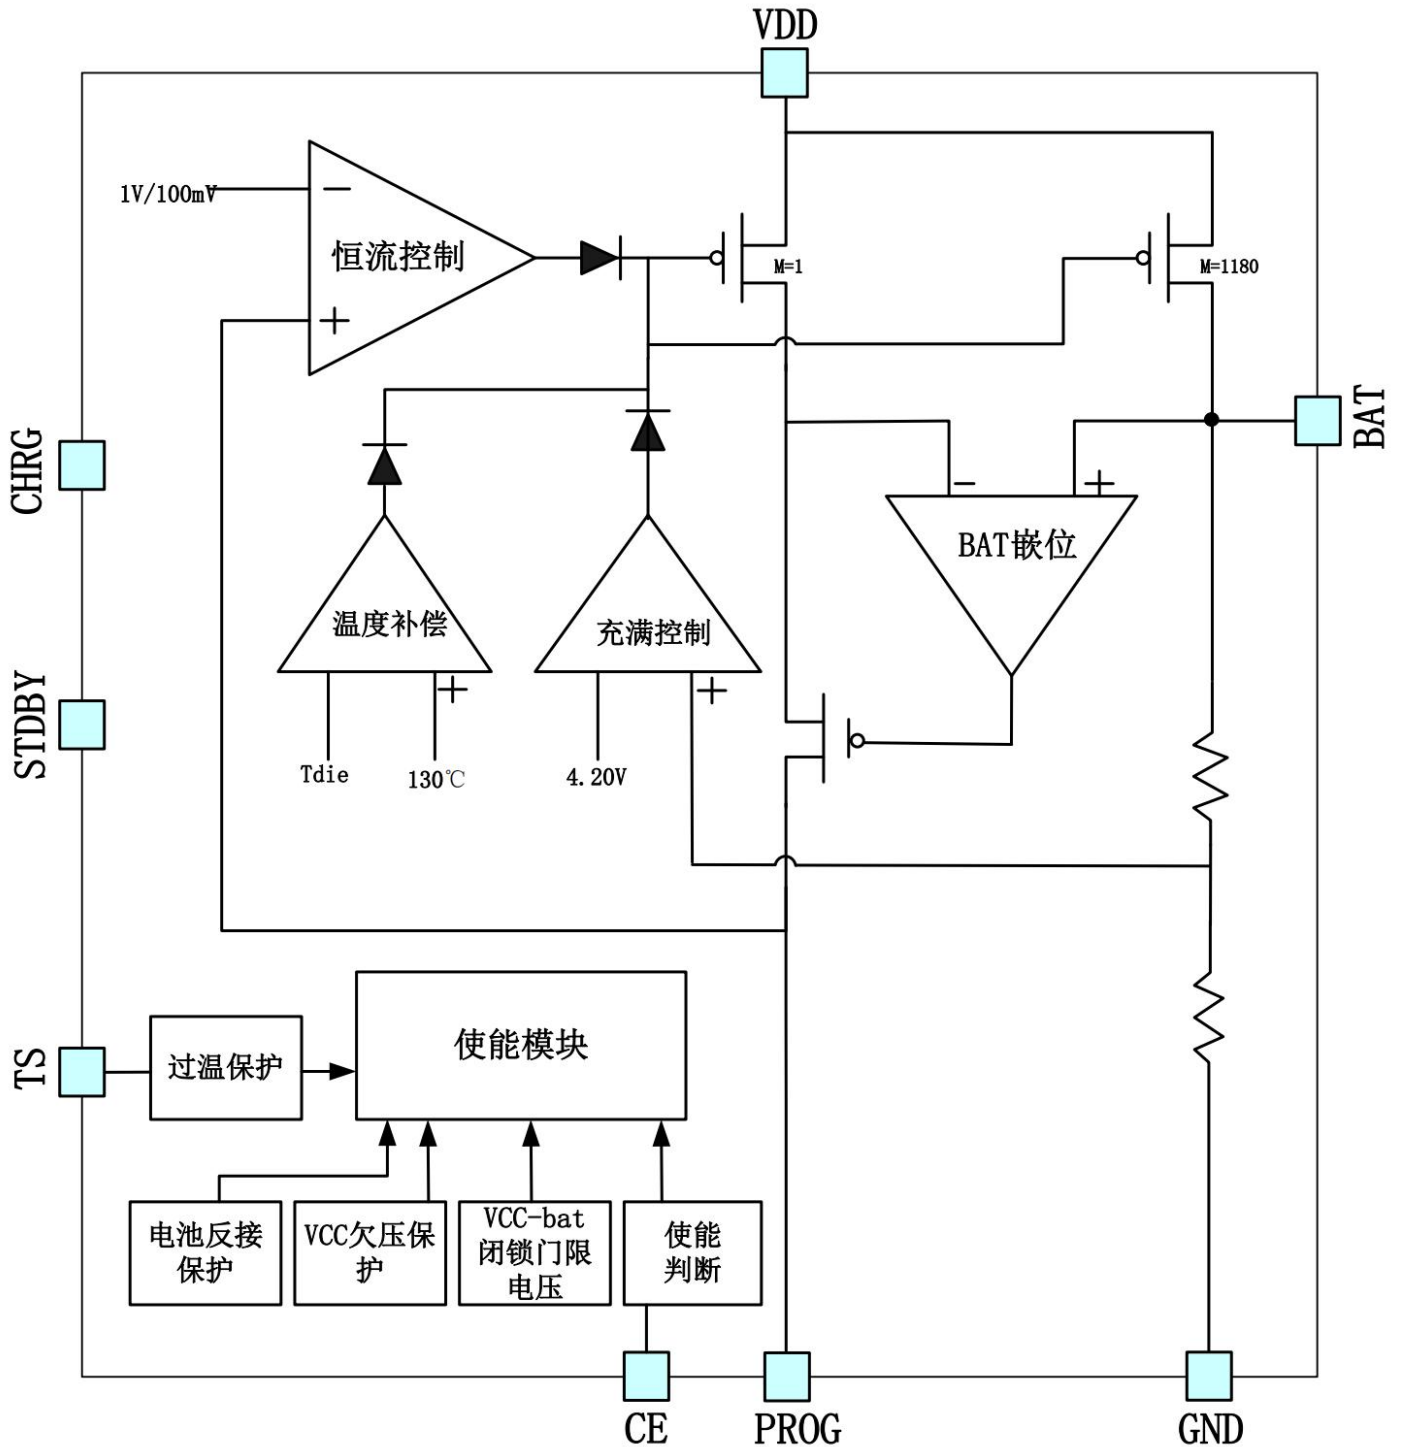 VDD
1V/100mV
恒流控制
M=1
M=1180
BAT
CHRG
BAT嵌位
温度补偿
充满控制
STDBY
Tdie
130℃
4.20V
使能模块
TS
过温保护
电池反接
保护
VCC欠压保
护
VCC-bat
闭锁门限
电压
使能
判断
CE
PROG
GND